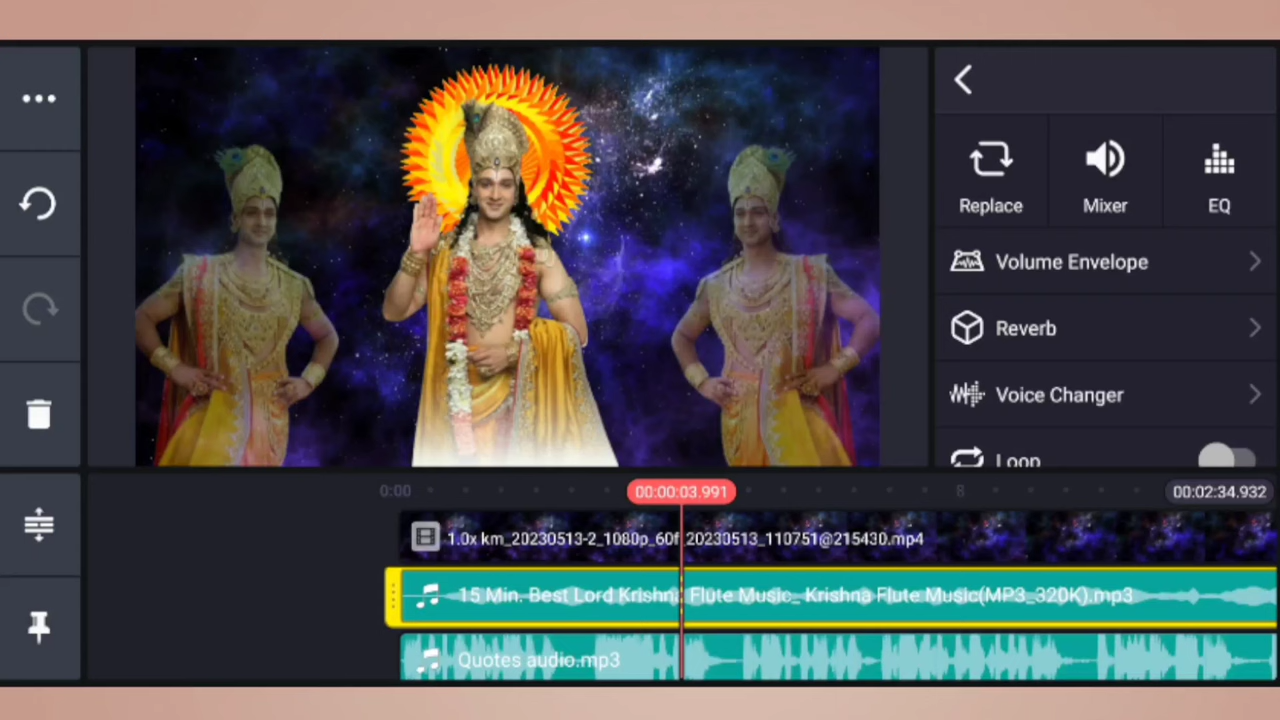 Replace
Mixer
EQ
Volume Envelope
Reverb
Voice Changer
Loop
0:00
00:00:03.991
8
00:02:34.932
1.0x km_20230513-2_1080p_60f_20230513_110751@215430.mp4
15 Min. Best Lord Krishna Flute Music_ Krishna Flute Music(MP3_320K).mp3
Quotes audio.mp3